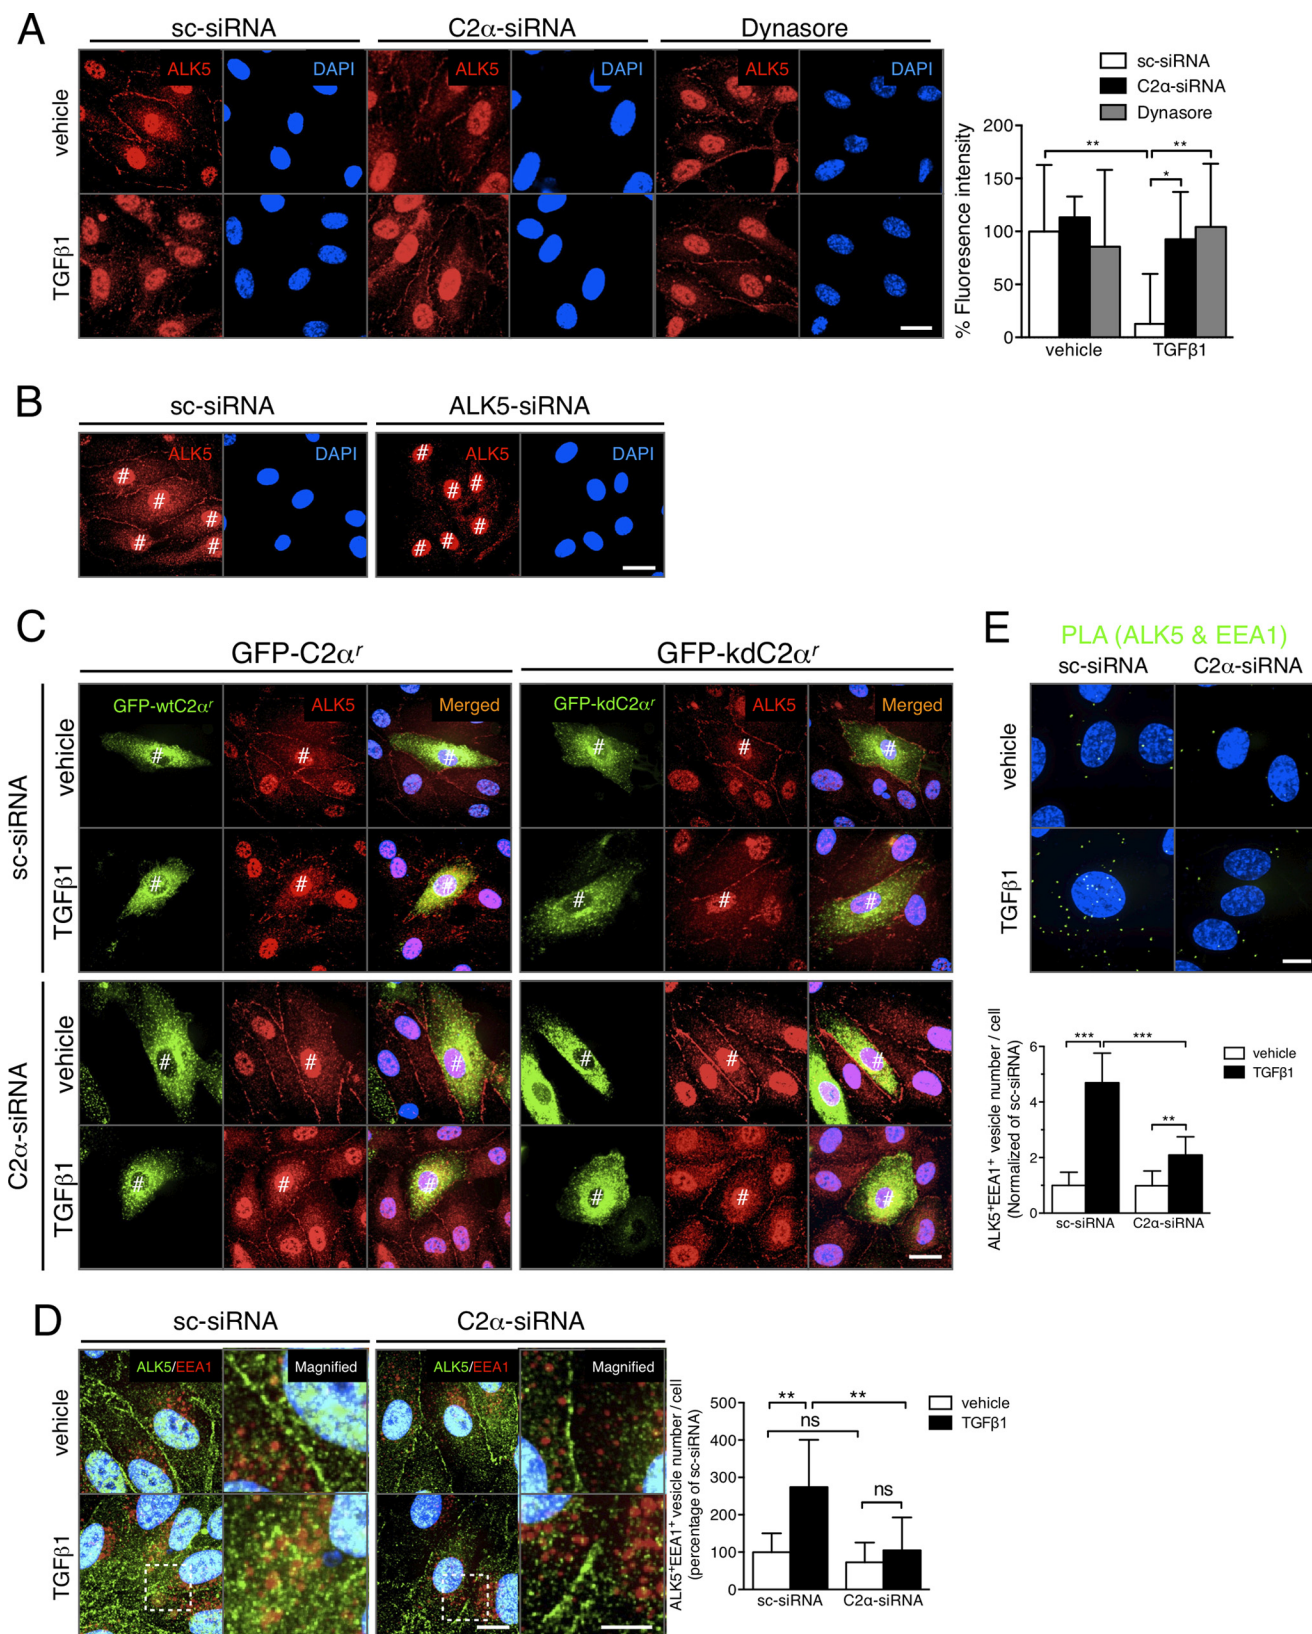 A
sc-siRNA
C2α-siRNA
Dynasore
ALK5
DAPI
ALK5
DAPI
ALK5
DAPI
vehicle
TGFβ1
sc-siRNA
C2α-siRNA
Dynasore
% Fluoresence intensity
200
150
100
50
0
**
**
*
vehicle
TGFβ1
B
sc-siRNA
ALK5-siRNA
ALK5
DAPI
ALK5
DAPI
# # # # #
# # # # # #
C
GFP-C2αʳ
GFP-kdC2αʳ
sc-siRNA
vehicle
GFP-wtC2αʳ
ALK5
Merged
GFP-kdC2αʳ
ALK5
Merged
# # # # # #
TGFβ1
# # # # # #
C2α-siRNA
vehicle
# # # # # #
TGFβ1
# # # # # #
E
PLA (ALK5 & EEA1)
sc-siRNA
C2α-siRNA
vehicle
TGFβ1
ALK5⁺EEA1⁺ vesicle number / cell
(Normalized of sc-siRNA)
6
4
2
0
***
***
**
vehicle
TGFβ1
sc-siRNA
C2α-siRNA
D
sc-siRNA
C2α-siRNA
ALK5/EEA1
Magnified
ALK5/EEA1
Magnified
vehicle
TGFβ1
ALK5⁺EEA1⁺ vesicle number / cell
(percentage of sc-siRNA)
500
400
300
200
100
0
**
**
ns
ns
vehicle
TGFβ1
sc-siRNA
C2α-siRNA